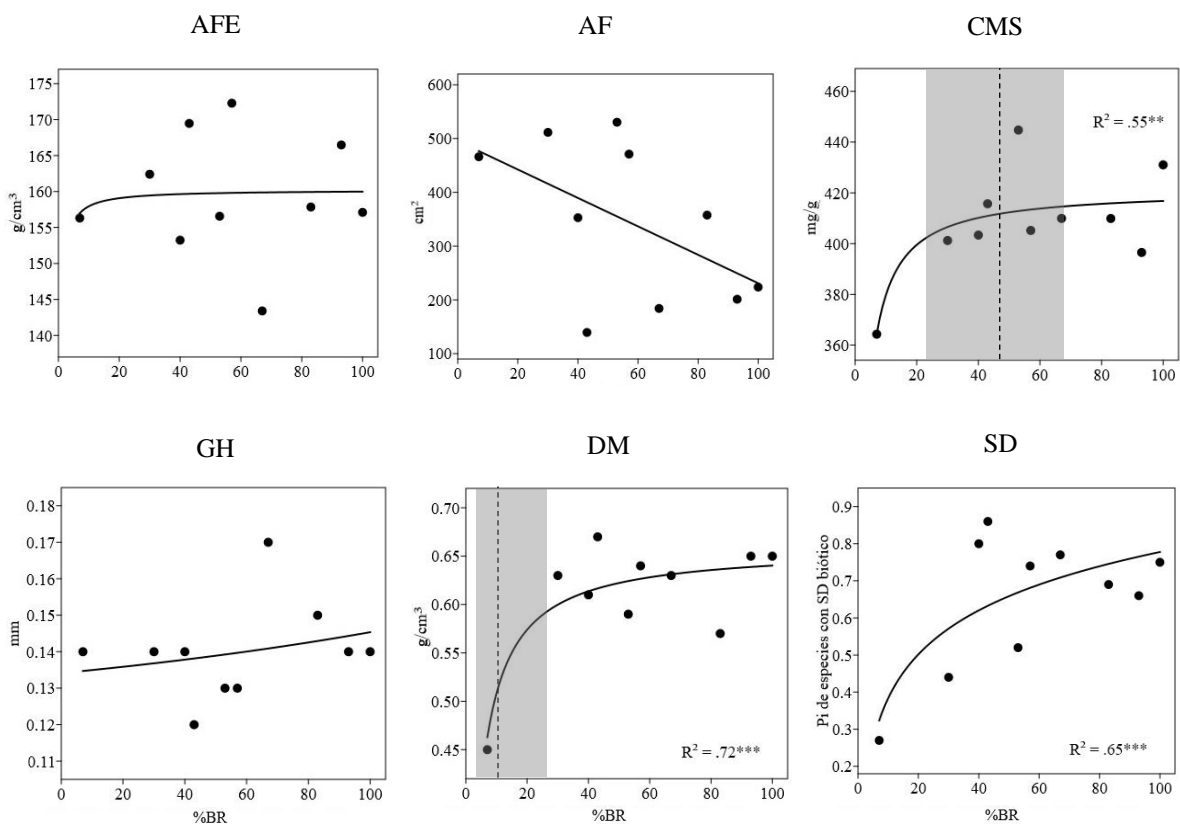 AFE
AF
CMS
g/cm³
175
170
165
160
155
150
145
140
0 20 40 60 80 100
cm²
600
500
400
300
200
100
0 20 40 60 80 100
mg/g
460
440
420
400
380
360
R² = .55**
0 20 40 60 80 100
GH
DM
SD
mm
0.18
0.17
0.16
0.15
0.14
0.13
0.12
0.11
0 20 40 60 80 100
%BR
g/cm³
0.70
0.65
0.60
0.55
0.50
0.45
R² = .72***
0 20 40 60 80 100
%BR
Pi de especies con SD biótico
0.9
0.8
0.7
0.6
0.5
0.4
0.3
0.2
R² = .65***
0 20 40 60 80 100
%BR